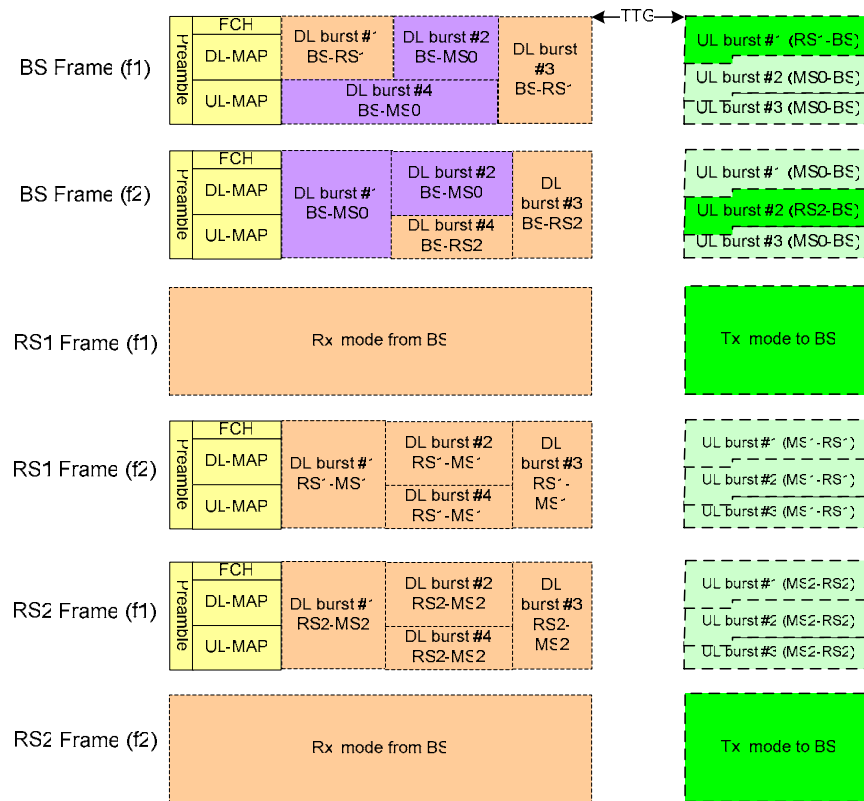 TTG
BS Frame (f1)
Preamble
FCH
DL-MAP
UL-MAP
DL burst #1
BS-RS1
DL burst #2
BS-MS0
DL burst
#3
BS-RS1
DL burst #4
BS-MS0
UL burst #1 (RS1-BS)
UL burst #2 (MS0-BS)
UL burst #3 (MS0-BS)
BS Frame (f2)
Preamble
FCH
DL-MAP
UL-MAP
DL burst #1
BS-MS0
DL burst #2
BS-MS0
DL
burst #3
BS-RS2
DL burst #4
BS-RS2
UL burst #1 (MS0-BS)
UL burst #2 (RS2-BS)
UL burst #3 (MS0-BS)
RS1 Frame (f1)
Rx mode from BS
Tx mode to BS
RS1 Frame (f2)
Preamble
FCH
DL-MAP
UL-MAP
DL burst #1
RS1-MS1
DL burst #2
RS1-MS1
DL
burst #3
RS1-
MS1
DL burst #4
RS1-MS1
UL burst #1 (MS1-RS1)
UL burst #2 (MS1-RS1)
UL burst #3 (MS1-RS1)
RS2 Frame (f1)
Preamble
FCH
DL-MAP
UL-MAP
DL burst #1
RS2-MS2
DL burst #2
RS2-MS2
DL
burst #3
RS2-
MS2
DL burst #4
RS2-MS2
UL burst #1 (MS2-RS2)
UL burst #2 (MS2-RS2)
UL burst #3 (MS2-RS2)
RS2 Frame (f2)
Rx mode from BS
Tx mode to BS